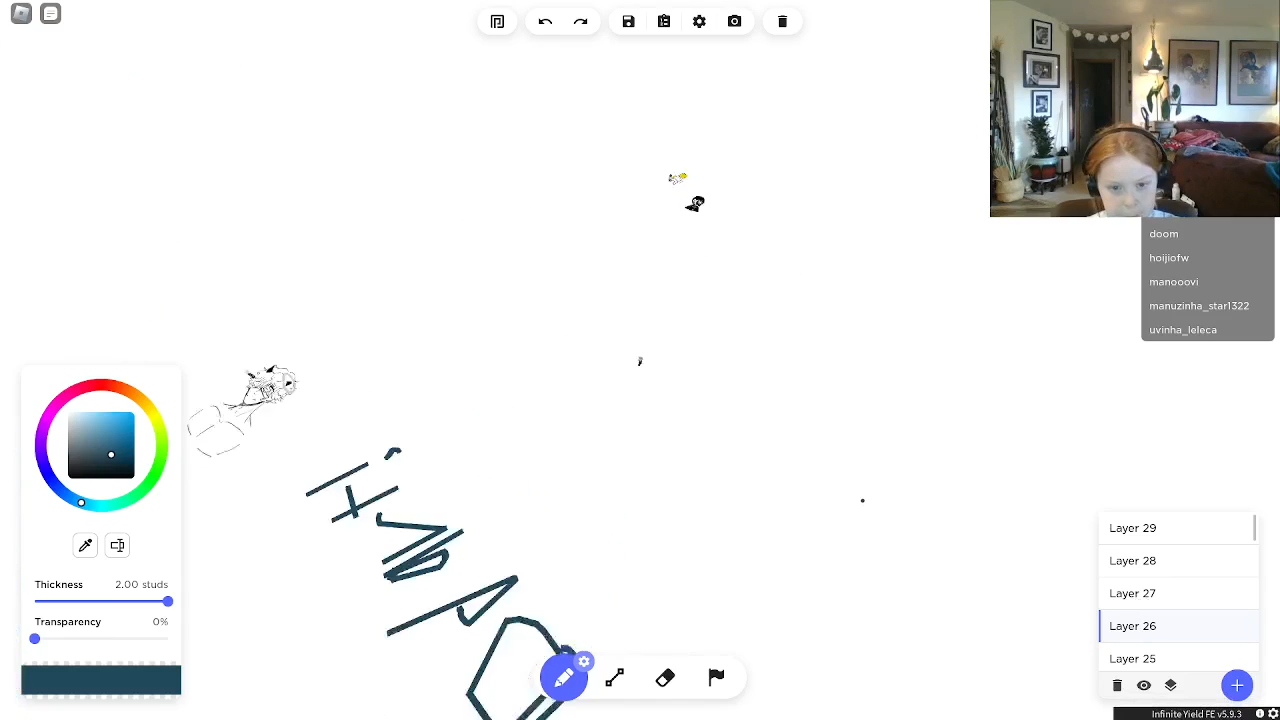 doom
hoijiofw
manooovi
manuzinha_star1322
uvinha_leleca
Thickness 2.00 studs
Transparency 0%
Layer 29
Layer 28
Layer 27
Layer 26
Layer 25
Infinite Yield FE v5.9.3